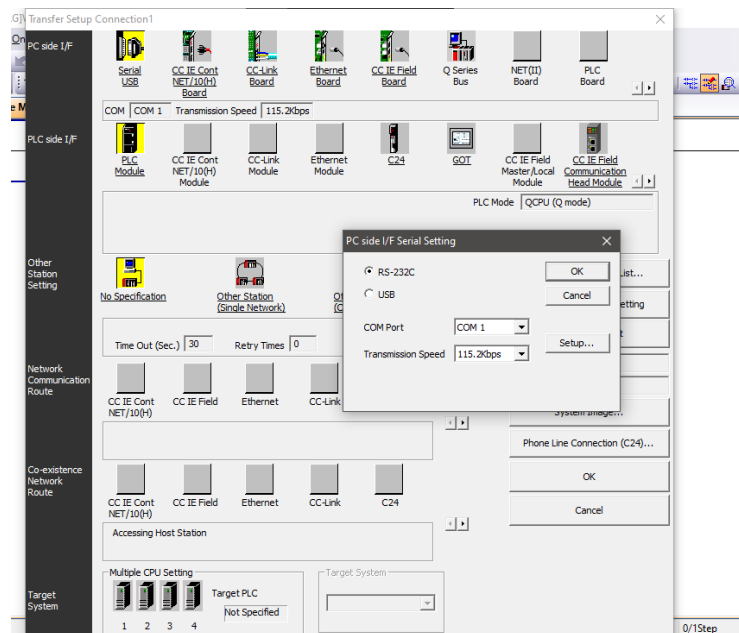 Transfer Setup Connection1
PC side I/F
Serial
USB
CC IE Cont
NET/10(H)
Board
CC-Link
Board
Ethernet
Board
CC IE Field
Board
Q Series
Bus
NET(II)
Board
PLC
Board
COM COM 1 Transmission Speed 115.2Kbps
PLC side I/F
PLC
Module
CC IE Cont
NET/10(H)
Module
CC-Link
Module
Ethernet
Module
C24
GOT
CC IE Field
Master/Local
Module
CC IE Field
Communication
Head Module
PLC Mode QCPU (Q mode)
PC side I/F Serial Setting
RS-232C
USB
COM Port COM 1
Transmission Speed 115.2Kbps
OK
Cancel
Setup...
Other
Station
Setting
No Specification
Other Station
(Single Network)
Time Out (Sec.) 30 Retry Times 0
Network
Communication
Route
CC IE Cont
NET/10(H)
CC IE Field
Ethernet
CC-Link
System Image...
Phone Line Connection (C24)...
OK
Cancel
Co-existence
Network
Route
CC IE Cont
NET/10(H)
CC IE Field
Ethernet
CC-Link
C24
Accessing Host Station
Target
System
Multiple CPU Setting
1 2 3 4
Target PLC
Not Specified
Target System
0/1Step